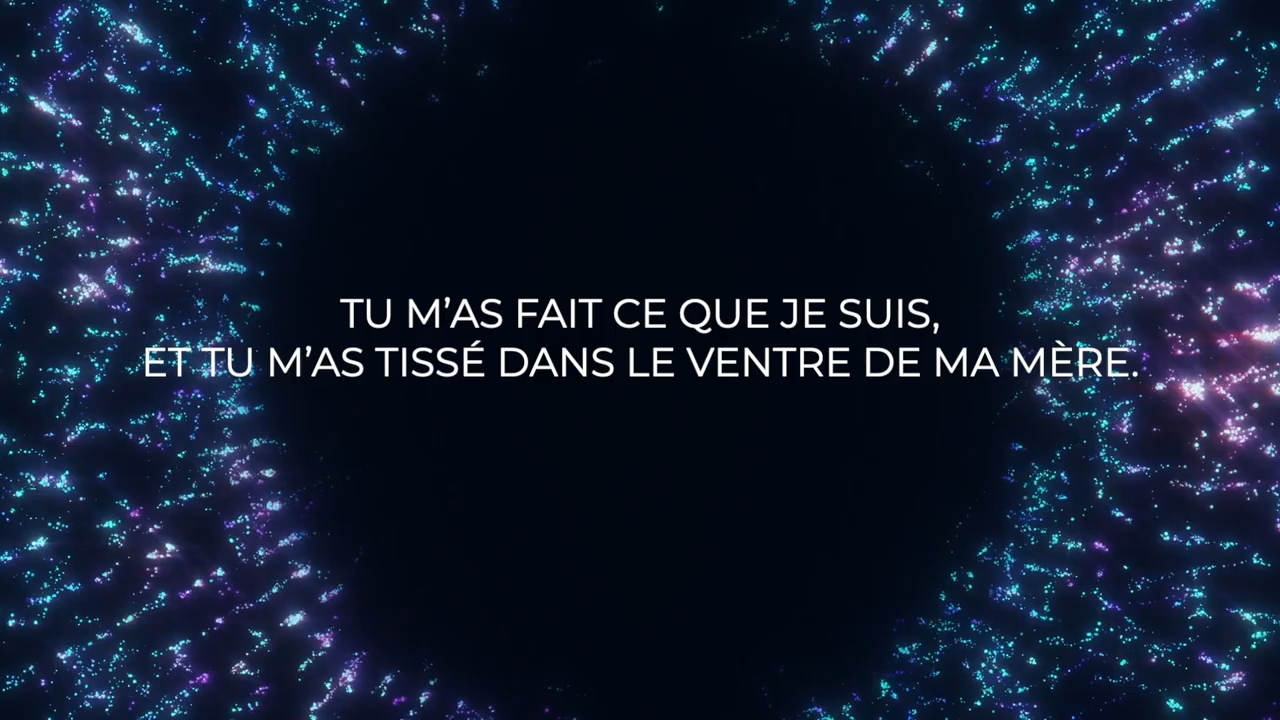 TU M’AS FAIT CE QUE JE SUIS,
ET TU M’AS TISSÉ DANS LE VENTRE DE MA MÈRE.